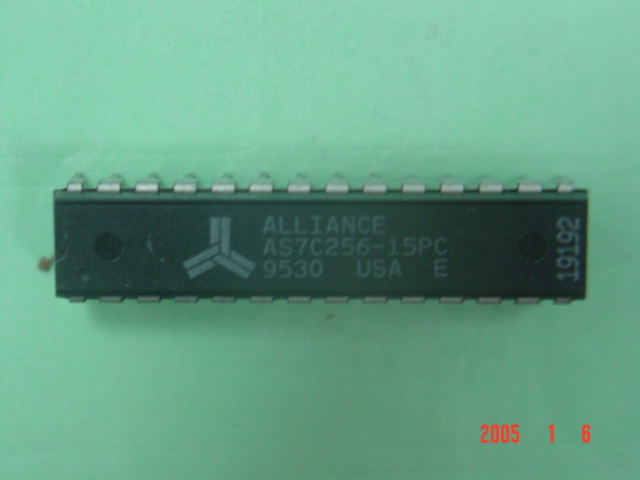 ALLIANCE
AS7C256-15PC
9530 USA E
19192
2005 1 6